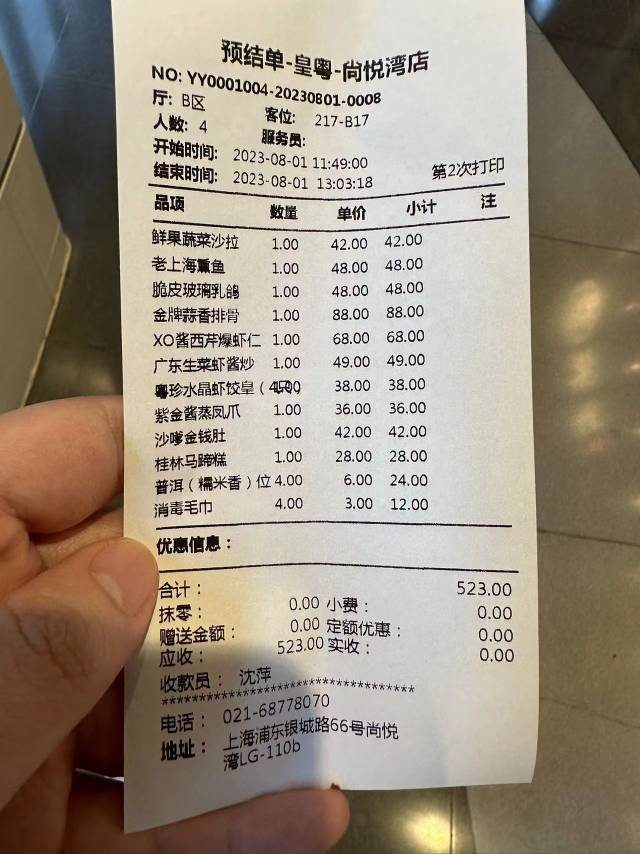 预结单-皇粤-尚悦湾店
NO: YY0001004-20230801-0008
厅: B区 客位: 217-B17
人数: 4 服务员:
开始时间: 2023-08-01 11:49:00
结束时间: 2023-08-01 13:03:18 第2次打印
品项 数量 单价 小计 注
鲜果蔬菜沙拉 1.00 42.00 42.00
老上海熏鱼 1.00 48.00 48.00
脆皮玻璃乳鸽 1.00 48.00 48.00
金牌蒜香排骨 1.00 88.00 88.00
XO酱西芹爆虾仁 1.00 68.00 68.00
广东生菜虾酱炒 1.00 49.00 49.00
粤珍水晶虾饺皇（4只） 1.00 38.00 38.00
紫金酱蒸凤爪 1.00 36.00 36.00
沙嗲金钱肚 1.00 42.00 42.00
桂林马蹄糕 1.00 28.00 28.00
普洱（糯米香）位 4.00 6.00 24.00
消毒毛巾 4.00 3.00 12.00
优惠信息：
合计： 523.00
抹零： 0.00 小费： 0.00
赠送金额： 0.00 定额优惠： 0.00
应收： 523.00 实收： 0.00
收款员： 沈萍
****************************************
电话： 021-68778070
地址： 上海浦东银城路66号尚悦
湾LG-110b